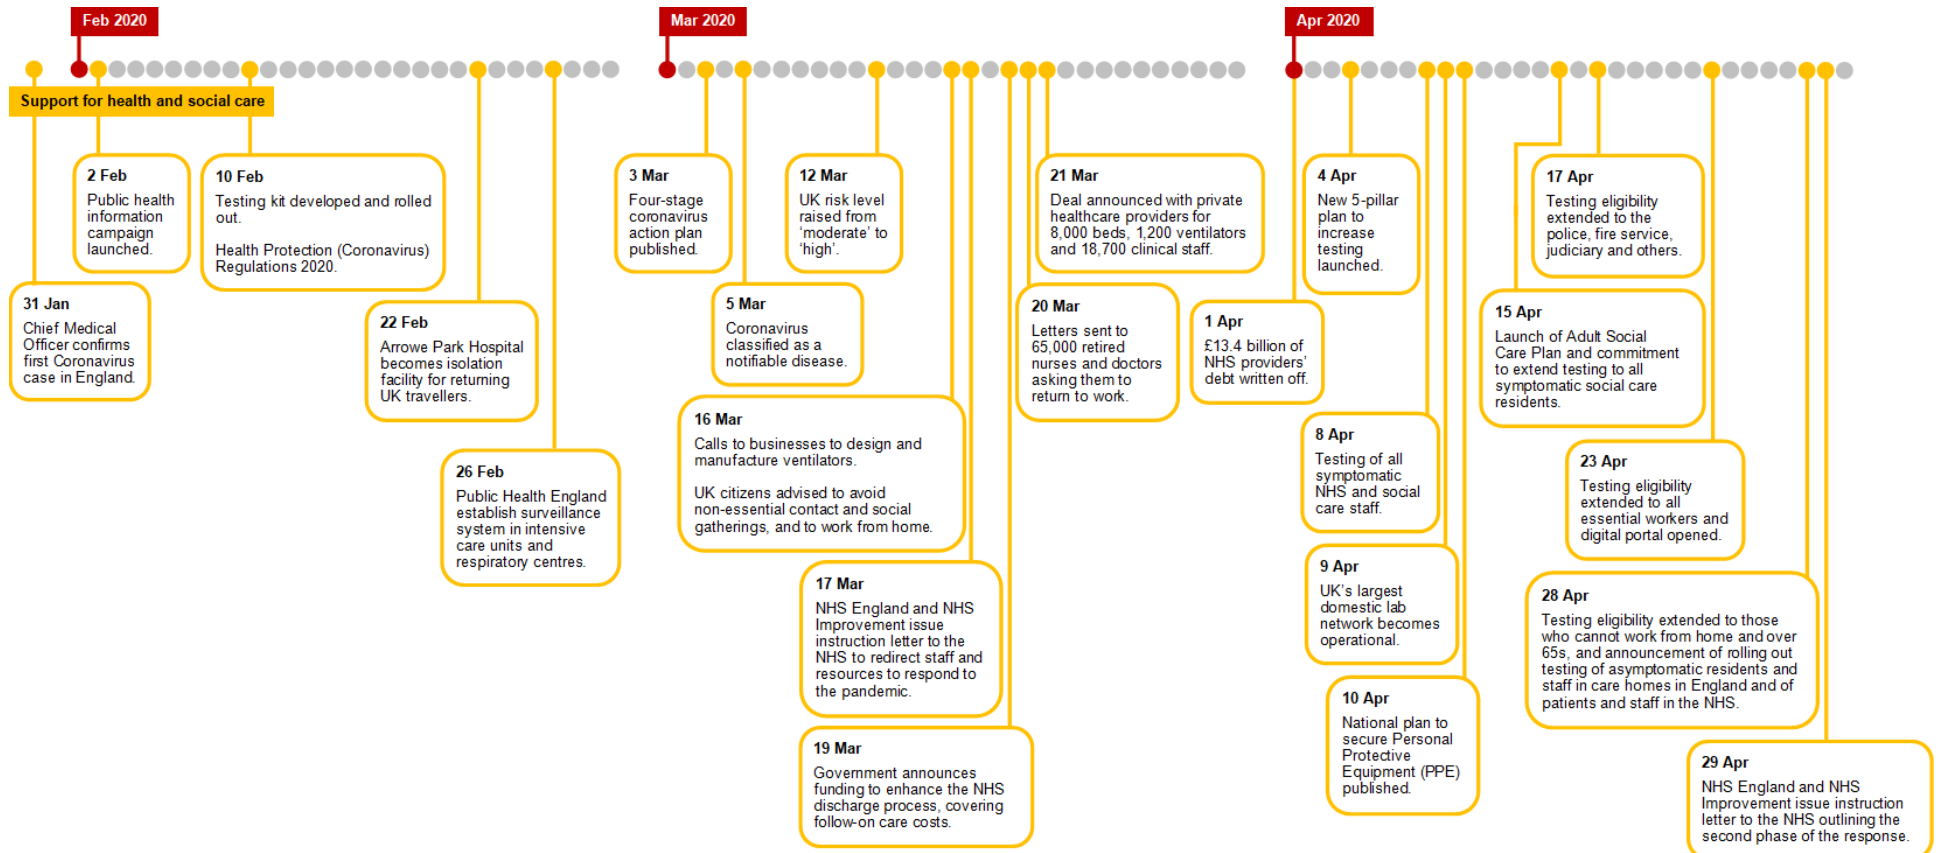 Feb 2020
Mar 2020
Apr 2020
Support for health and social care
31 Jan
Chief Medical
Officer confirms
first Coronavirus
case in England.
2 Feb
Public health
information
campaign
launched.
10 Feb
Testing kit developed and rolled
out.
Health Protection (Coronavirus)
Regulations 2020.
22 Feb
Arrowe Park Hospital
becomes isolation
facility for returning
UK travellers.
26 Feb
Public Health England
establish surveillance
system in intensive
care units and
respiratory centres.
3 Mar
Four-stage
coronavirus
action plan
published.
5 Mar
Coronavirus
classified as a
notifiable disease.
12 Mar
UK risk level
raised from
‘moderate’ to
‘high’.
16 Mar
Calls to businesses to design and
manufacture ventilators.
UK citizens advised to avoid
non-essential contact and social
gatherings, and to work from home.
17 Mar
NHS England and NHS
Improvement issue
instruction letter to the
NHS to redirect staff and
resources to respond to
the pandemic.
19 Mar
Government announces
funding to enhance the NHS
discharge process, covering
follow-on care costs.
20 Mar
Letters sent to
65,000 retired
nurses and doctors
asking them to
return to work.
21 Mar
Deal announced with private
healthcare providers for
8,000 beds, 1,200 ventilators
and 18,700 clinical staff.
1 Apr
£13.4 billion of
NHS providers’
debt written off.
4 Apr
New 5-pillar
plan to
increase
testing
launched.
8 Apr
Testing of all
symptomatic
NHS and social
care staff.
9 Apr
UK’s largest
domestic lab
network becomes
operational.
10 Apr
National plan to
secure Personal
Protective
Equipment (PPE)
published.
15 Apr
Launch of Adult Social
Care Plan and commitment
to extend testing to all
symptomatic social care
residents.
17 Apr
Testing eligibility
extended to the
police, fire service,
judiciary and others.
23 Apr
Testing eligibility
extended to all
essential workers and
digital portal opened.
28 Apr
Testing eligibility extended to those
who cannot work from home and over
65s, and announcement of rolling out
testing of asymptomatic residents and
staff in care homes in England and of
patients and staff in the NHS.
29 Apr
NHS England and NHS
Improvement issue instruction
letter to the NHS outlining the
second phase of the response.